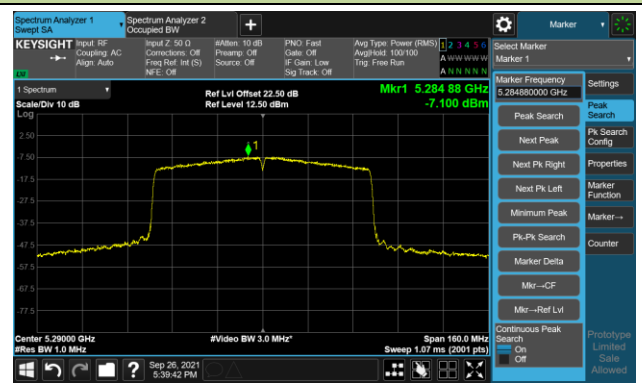 Spectrum Analyzer 1
Swept SA
Spectrum Analyzer 2
Occupied BW
+
Marker
KEYSIGHT
Input: RF
Coupling: AC
Align: Auto
Input Z: 50 Ω
Corrections: Off
Freq Ref: Int (S)
NFE: Off
#Atten: 10 dB
Preamp: Off
Source: Off
PNO: Fast
Gate: Off
IF Gain: Low
Sig Track: Off
Avg Type: Power (RMS)
Avg|Hold: 100/100
Trig: Free Run
1 2 3 4 5 6
A W W W W W
A N N N N N
Select Marker
Marker 1
LXI
1 Spectrum
Scale/Div 10 dB
Log
Ref Lvl Offset 22.50 dB
Ref Level 12.50 dBm
Mkr1 5.284 88 GHz
-7.100 dBm
2.50
-7.50
-17.5
-27.5
-37.5
-47.5
-57.5
-67.5
-77.5
1
Center 5.29000 GHz
#Res BW 1.0 MHz
#Video BW 3.0 MHz*
Span 160.0 MHz
Sweep 1.07 ms (2001 pts)
Marker Frequency
5.284880000 GHz
Peak Search
Next Peak
Next Pk Right
Next Pk Left
Minimum Peak
Pk-Pk Search
Marker Delta
Mkr→CF
Mkr→Ref Lvl
Continuous Peak
Search
On
Off
Settings
Peak
Search
Pk Search
Config
Properties
Marker
Function
Marker→
Counter
Prototype
Limited
Sale
Allowed
?
Sep 26, 2021
5:39:42 PM